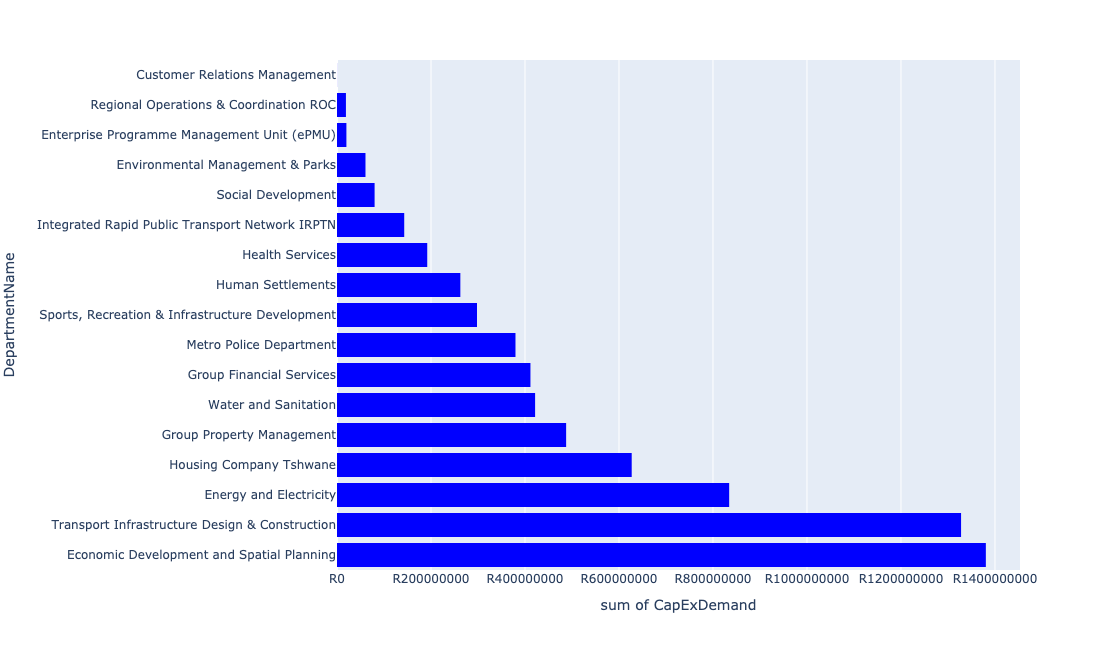 Customer Relations Management
Regional Operations & Coordination ROC
Enterprise Programme Management Unit (ePMU)
Environmental Management & Parks
Social Development
Integrated Rapid Public Transport Network IRPTN
Health Services
Human Settlements
Sports, Recreation & Infrastructure Development
Metro Police Department
Group Financial Services
Water and Sanitation
Group Property Management
Housing Company Tshwane
Energy and Electricity
Transport Infrastructure Design & Construction
Economic Development and Spatial Planning
DepartmentName
R0 R200000000 R400000000 R600000000 R800000000 R1000000000 R1200000000 R1400000000
sum of CapExDemand